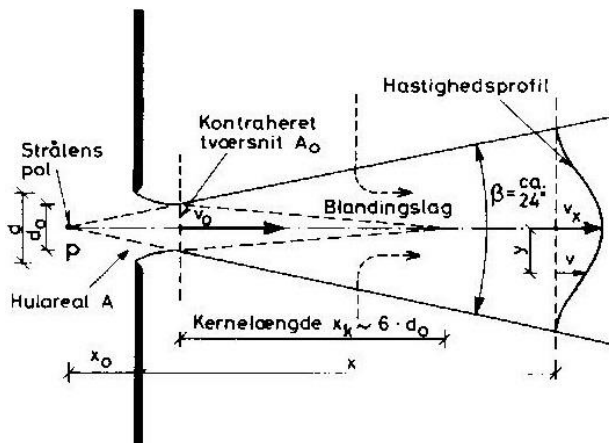 Hastighedsprofil
Kontraheret
tværsnit A₀
Strålens
pol
v₀
Blandingslag
β = ca. 24°
vₓ
d
d₀
p
y
v
Hulareal A
Kernelængde xₖ ~ 6 · d₀
x₀
x